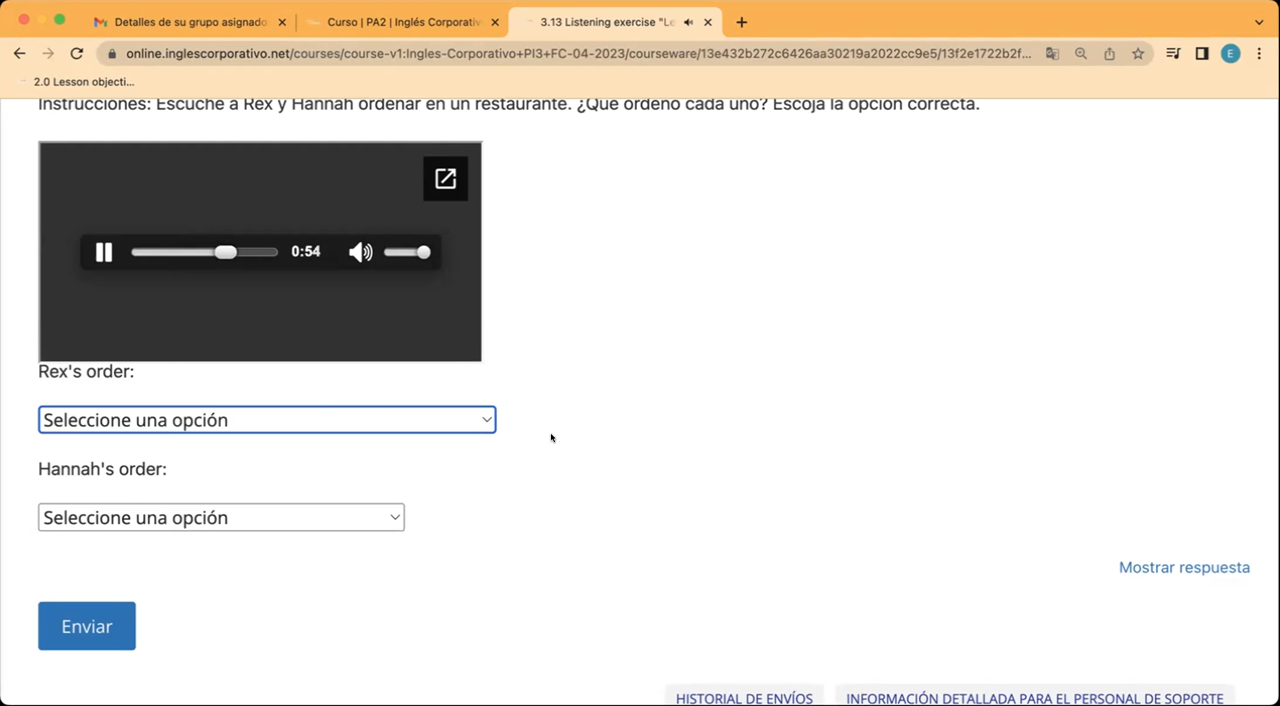 Detalles de su grupo asignado
Curso | PA2 | Inglés Corporativ
3.13 Listening exercise "Le
online.inglescorporativo.net/courses/course-v1:Ingles-Corporativo+PI3+FC-04-2023/courseware/13e432b272c6426aa30219a2022cc9e5/13f2e1722b2f...
E
2.0 Lesson objecti...
Instrucciones: Escuche a Rex y Hannah ordenar en un restaurante. ¿Qué ordenó cada uno? Escoja la opción correcta.
0:54
Rex's order:
Seleccione una opción
Hannah's order:
Seleccione una opción
Mostrar respuesta
Enviar
HISTORIAL DE ENVÍOS
INFORMACIÓN DETALLADA PARA EL PERSONAL DE SOPORTE